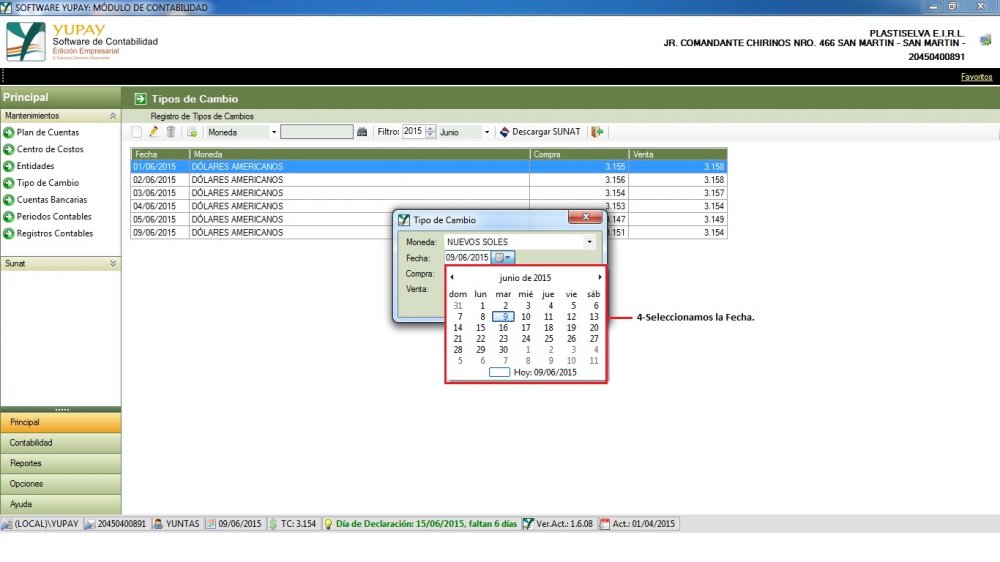 SOFTWARE YUPAY: MÓDULO DE CONTABILIDAD
YUPAY
Software de Contabilidad
Edición Empresarial
PLASTISELVA E.I.R.L.
JR. COMANDANTE CHIRINOS NRO. 466 SAN MARTIN - SAN MARTIN -
20450400891
Favoritos
Principal
Tipos de Cambio
Mantenimientos
Registro de Tipos de Cambios
Plan de Cuentas
Centro de Costos
Entidades
Tipo de Cambio
Cuentas Bancarias
Periodos Contables
Registros Contables
Sunat
Moneda
Filtro: 2015 Junio
Descargar SUNAT
Fecha Moneda Compra Venta
01/06/2015 DÓLARES AMERICANOS 3.155 3.158
02/06/2015 DÓLARES AMERICANOS 3.156 3.158
03/06/2015 DÓLARES AMERICANOS 3.154 3.157
04/06/2015 DÓLARES AMERICANOS 3.153 3.154
05/06/2015 DÓLARES AMERICANOS 3.147 3.149
09/06/2015 DÓLARES AMERICANOS 3.151 3.154
Tipo de Cambio
Moneda: NUEVOS SOLES
Fecha: 09/06/2015
Compra:
Venta:
junio de 2015
dom lun mar mié jue vie sáb
31 1 2 3 4 5 6
7 8 9 10 11 12 13
14 15 16 17 18 19 20
21 22 23 24 25 26 27
28 29 30 1 2 3 4
5 6 7 8 9 10 11
Hoy: 09/06/2015
4-Seleccionamos la Fecha.
Principal
Contabilidad
Reportes
Opciones
Ayuda
(LOCAL)\YUPAY 20450400891 YUNTAS 09/06/2015 TC: 3.154 Día de Declaración: 15/06/2015, faltan 6 días Ver.Act.: 1.6.08 Act.: 01/04/2015